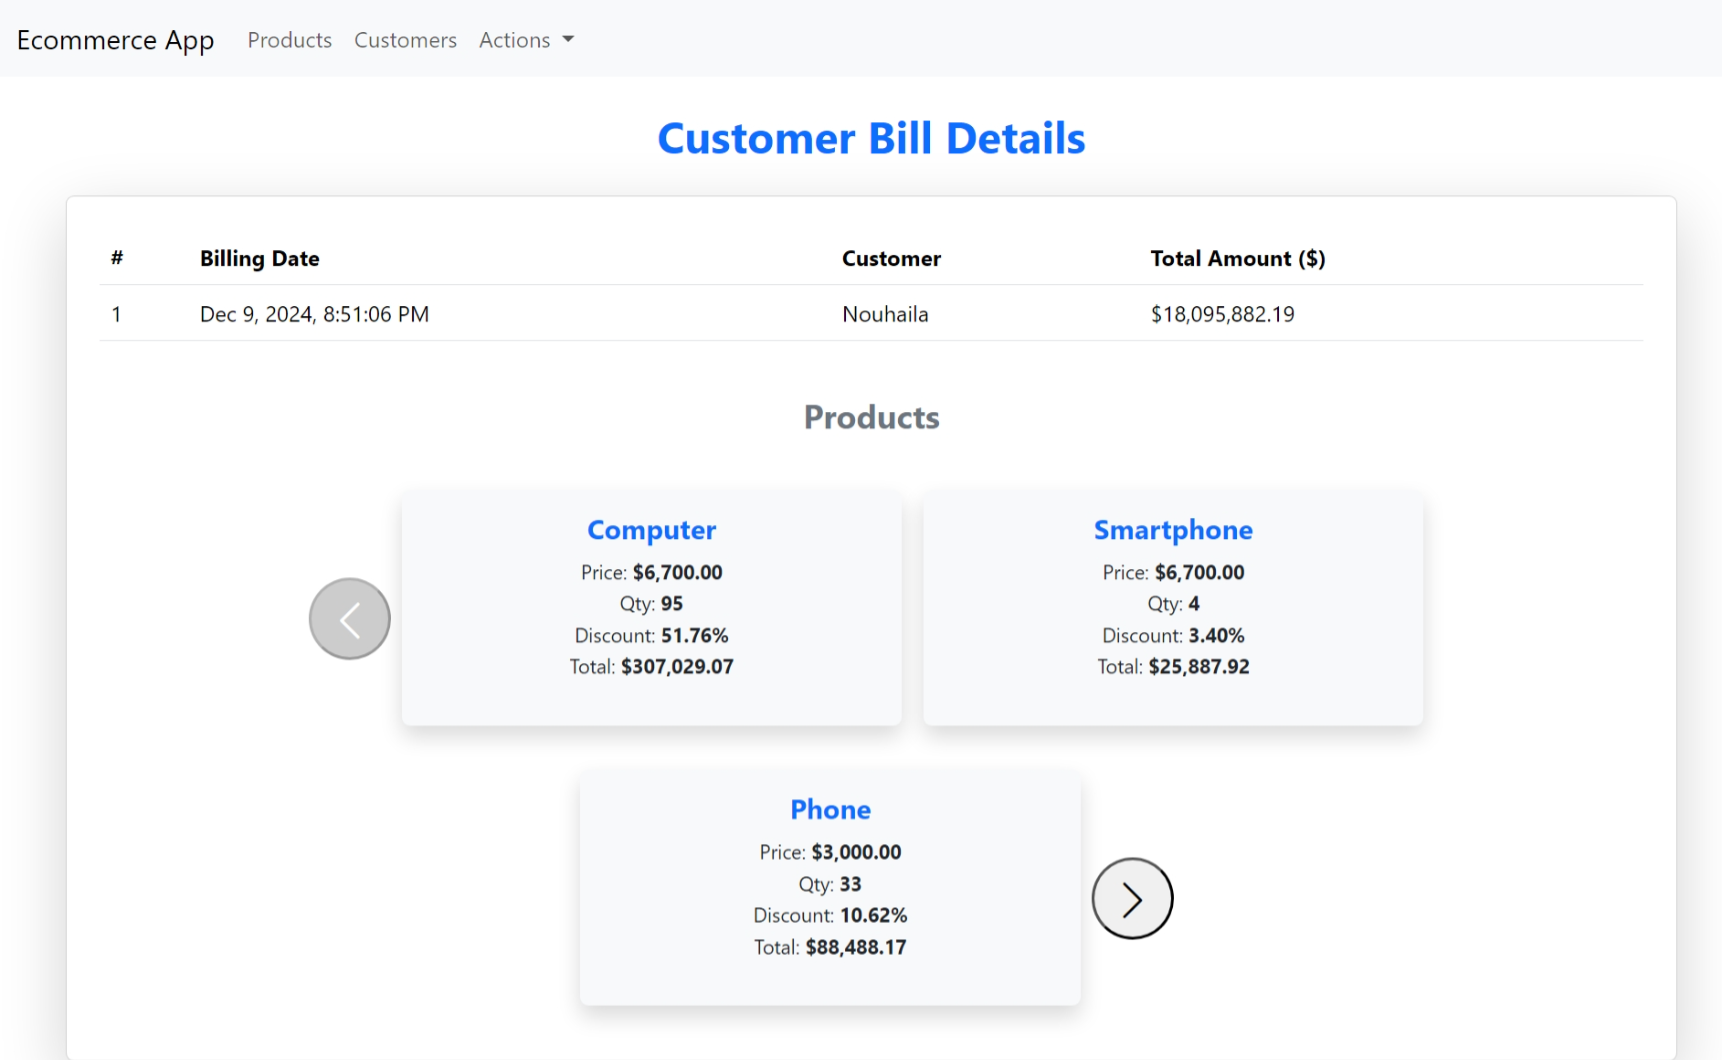 Ecommerce App Products Customers Actions
Customer Bill Details
# Billing Date Customer Total Amount ($)
1 Dec 9, 2024, 8:51:06 PM Nouhaila $18,095,882.19
Products
Computer
Price: $6,700.00
Qty: 95
Discount: 51.76%
Total: $307,029.07
Smartphone
Price: $6,700.00
Qty: 4
Discount: 3.40%
Total: $25,887.92
Phone
Price: $3,000.00
Qty: 33
Discount: 10.62%
Total: $88,488.17